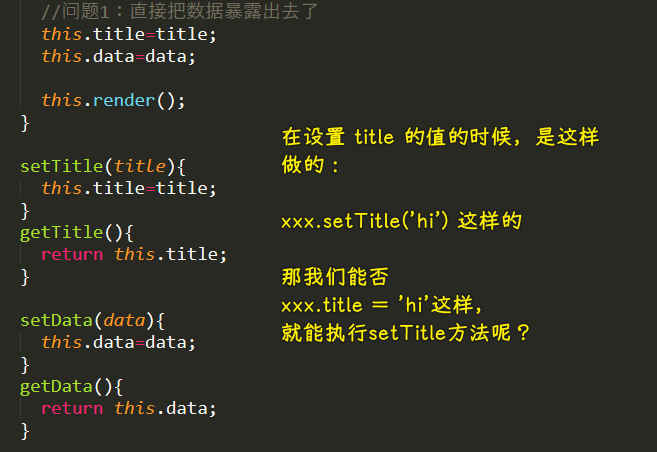 //问题1：直接把数据暴露出去了
this.title=title;
this.data=data;
this.render();
}
setTitle(title){
this.title=title;
}
getTitle(){
return this.title;
}
setData(data){
this.data=data;
}
getData(){
return this.data;
}
在设置 title 的值的时候，是这样
做的：
xxx.setTitle('hi') 这样的
那我们能否
xxx.title = 'hi'这样，
就能执行setTitle方法呢？